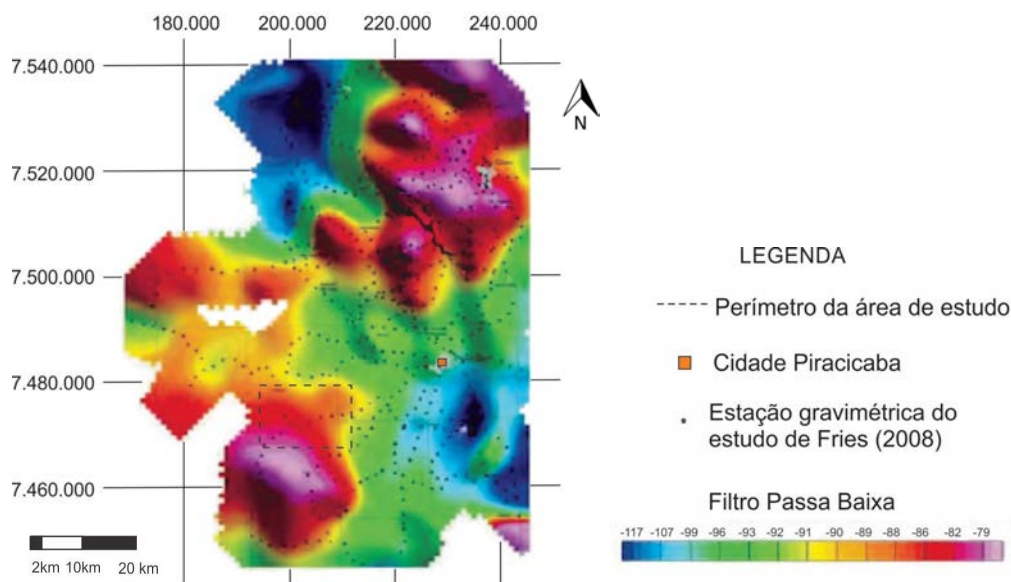 180.000 200.000 220.000 240.000
7.540.000
7.520.000
7.500.000
7.480.000
7.460.000
N
2km 10km 20 km
LEGENDA
Perímetro da área de estudo
Cidade Piracicaba
Estação gravimétrica do
estudo de Fries (2008)
Filtro Passa Baixa
-117 -107 -99 -96 -93 -92 -91 -90 -89 -88 -86 -82 -79